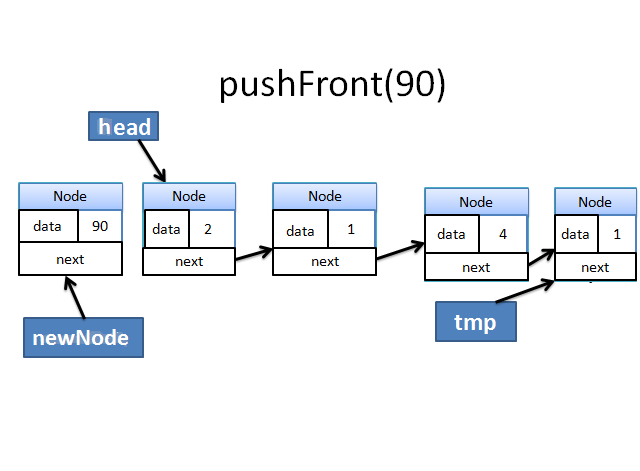 pushFront(90)
head
Node
data 90
next
Node
data 2
next
Node
data 1
next
Node
data 4
next
Node
data 1
next
newNode
tmp